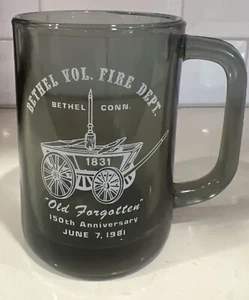 BETHEL VOL. FIRE DEPT.
BETHEL CONN.
1831
"Old Forgotten"
150th Anniversary
JUNE 7, 1981